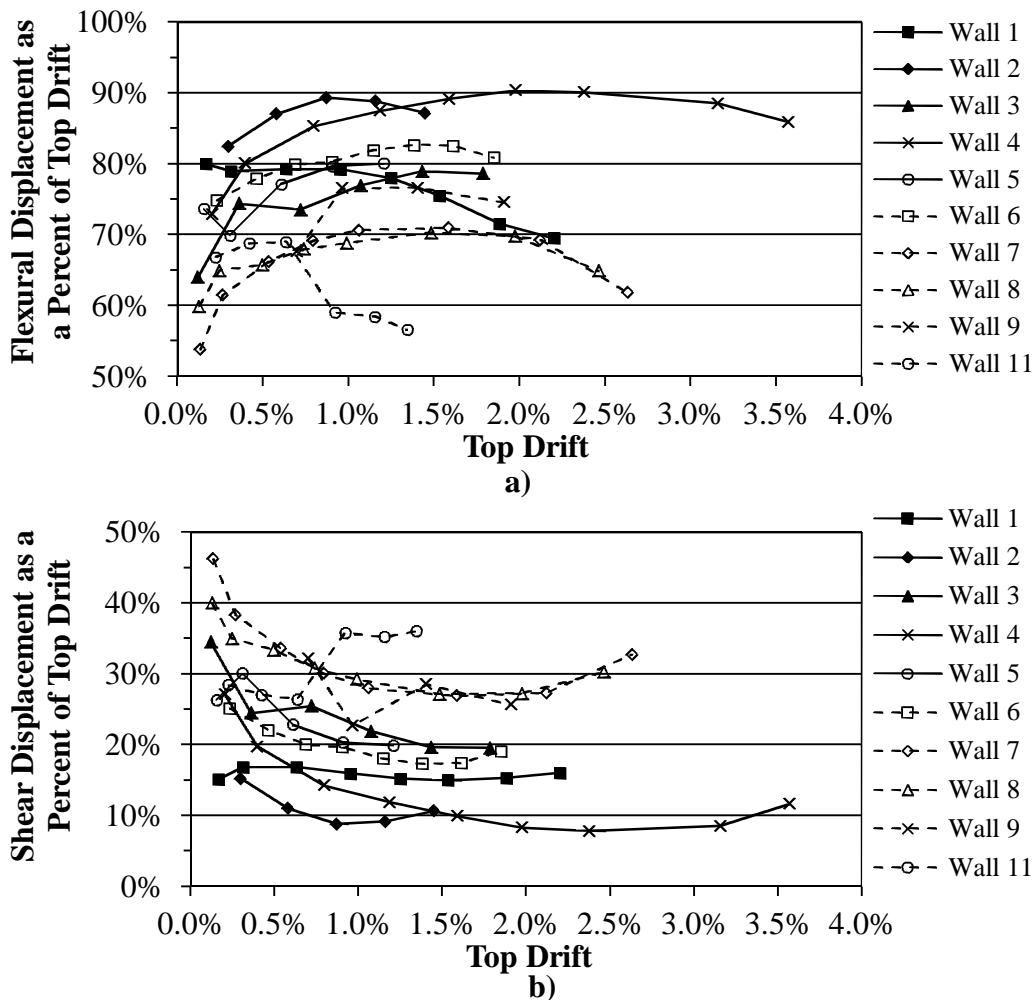 Flexural Displacement as
a Percent of Top Drift
100%
90%
80%
70%
60%
50%
0.0% 0.5% 1.0% 1.5% 2.0% 2.5% 3.0% 3.5% 4.0%
Top Drift
a)
Wall 1
Wall 2
Wall 3
Wall 4
Wall 5
Wall 6
Wall 7
Wall 8
Wall 9
Wall 11
Shear Displacement as a
Percent of Top Drift
50%
40%
30%
20%
10%
0%
0.0% 0.5% 1.0% 1.5% 2.0% 2.5% 3.0% 3.5% 4.0%
Top Drift
b)
Wall 1
Wall 2
Wall 3
Wall 4
Wall 5
Wall 6
Wall 7
Wall 8
Wall 9
Wall 11